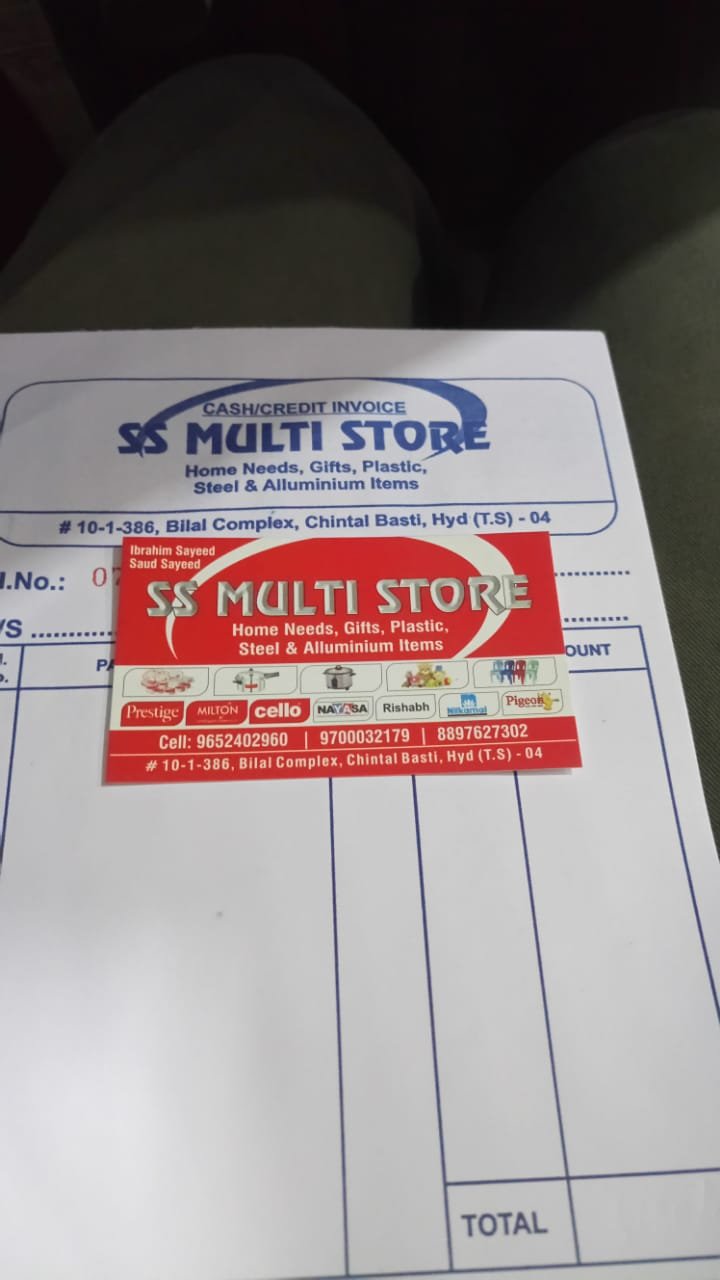 CASH/CREDIT INVOICE
SS MULTI STORE
Home Needs, Gifts, Plastic,
Steel & Alluminium Items
# 10-1-386, Bilal Complex, Chintal Basti, Hyd (T.S) - 04
No.:
Ibrahim Sayeed
Saud Sayeed
SS MULTI STORE
Home Needs, Gifts, Plastic,
Steel & Alluminium Items
Prestige MILTON cello NAYASA Rishabh Nilkamal Pigeon
Cell: 9652402960 | 9700032179 | 8897627302
# 10-1-386, Bilal Complex, Chintal Basti, Hyd (T.S) - 04
TOTAL